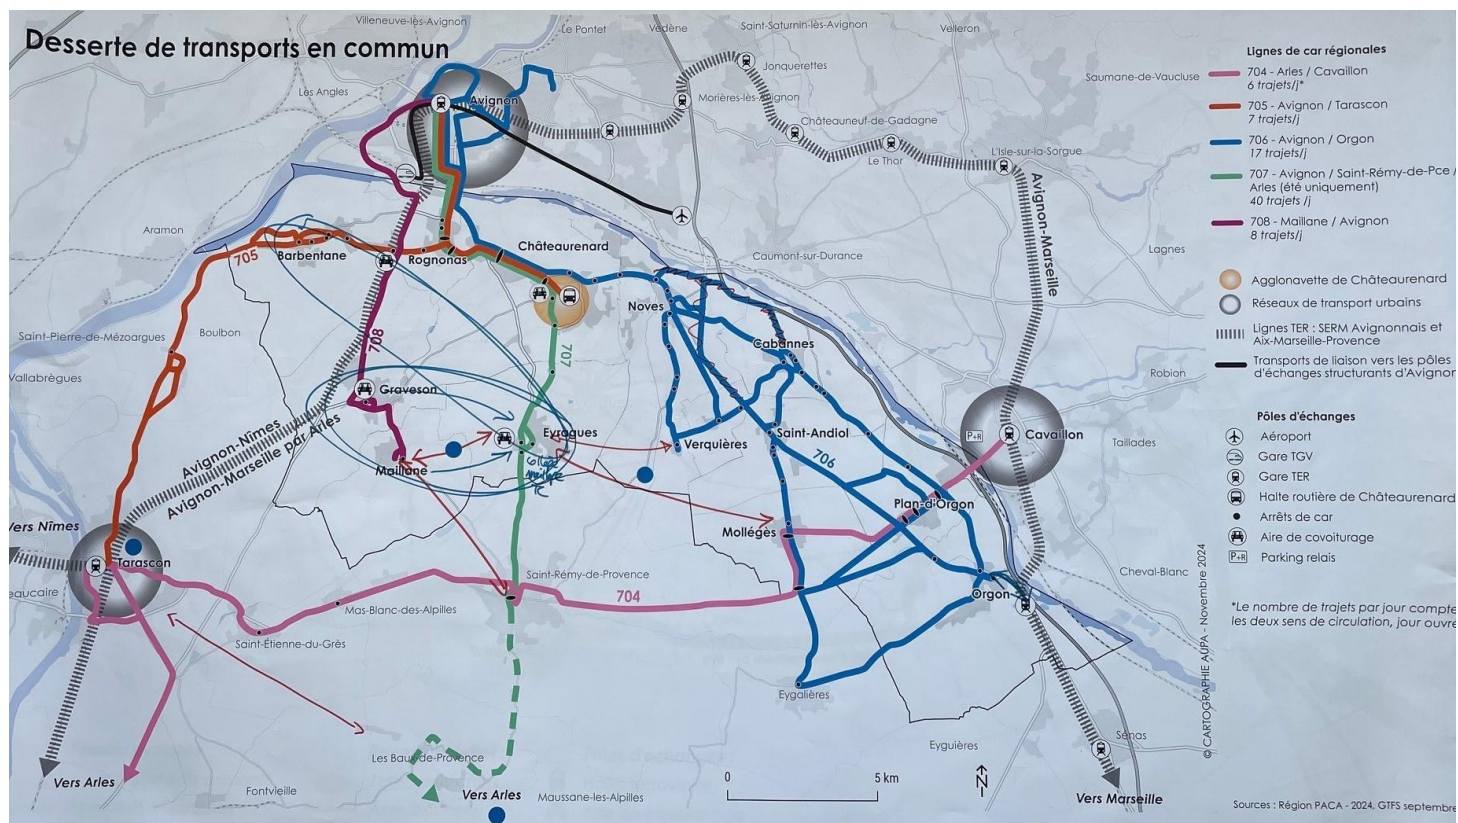 Desserte de transports en commun
Villeneuve-lès-Avignon
Le Pontet
Vedène
Saint-Saturnin-lès-Avignon
Velleron
Les Angles
Avignon
Jonquerettes
Morières-lès-Avignon
Saumane-de-Vaucluse
Châteauneuf-de-Gadagne
Le Thor
L'Isle-sur-la-Sorgue
Avignon-Marseille
Aramon
705
Barbentane
Rognonas
Châteaurenard
Caumont-sur-Durance
Lagnes
Noves
Saint-Pierre-de-Mézoargues
Boulbon
708
707
Cabannes
Vallabrègues
Graveson
Robion
Avignon-Nîmes
Avignon-Marseille par Arles
Eyragues
Verquières
Saint-Andiol
P+R
Cavaillon
Taillades
Maillane
collège
706
Plan-d'Orgon
Vers Nîmes
Mollégès
Tarascon
Saint-Rémy-de-Provence
Cheval-Blanc
eaucaire
Mas-Blanc-des-Alpilles
704
Orgon
Saint-Étienne-du-Grès
Eygalières
Les Baux-de-Provence
Eyguières
Sénas
Vers Arles
Fontvieille
Vers Arles
Maussane-les-Alpilles
0
5 km
N
Vers Marseille
Lignes de car régionales
704 - Arles / Cavaillon
6 trajets/j*
705 - Avignon / Tarascon
7 trajets/j
706 - Avignon / Orgon
17 trajets/j
707 - Avignon / Saint-Rémy-de-Pce /
Arles (été uniquement)
40 trajets /j
708 - Maillane / Avignon
8 trajets/j
Agglonavette de Châteaurenard
Réseaux de transport urbains
Lignes TER : SERM Avignonnais et
Aix-Marseille-Provence
Transports de liaison vers les pôles
d'échanges structurants d'Avignon
Pôles d'échanges
Aéroport
Gare TGV
Gare TER
Halte routière de Châteaurenard
Arrêts de car
Aire de covoiturage
P+R Parking relais
*Le nombre de trajets par jour compte
les deux sens de circulation, jour ouvré
© CARTOGRAPHIE AUPA - Novembre 2024
Sources : Région PACA - 2024, GTFS septembre